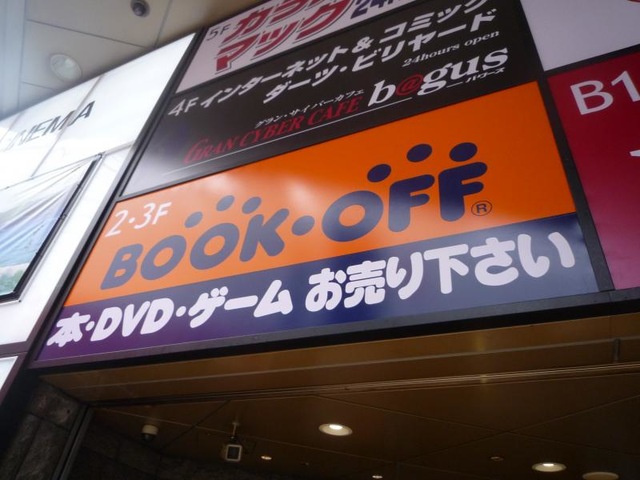 5F
マック
24h
4F インターネット&コミック
ダーツ・ビリヤード
24hours open
グラン・サイバーカフェ
GRAN CYBER CAFÉ b@gus
バグース
2・3F
BOOK・OFF®
本・DVD・ゲーム お売り下さい
B1